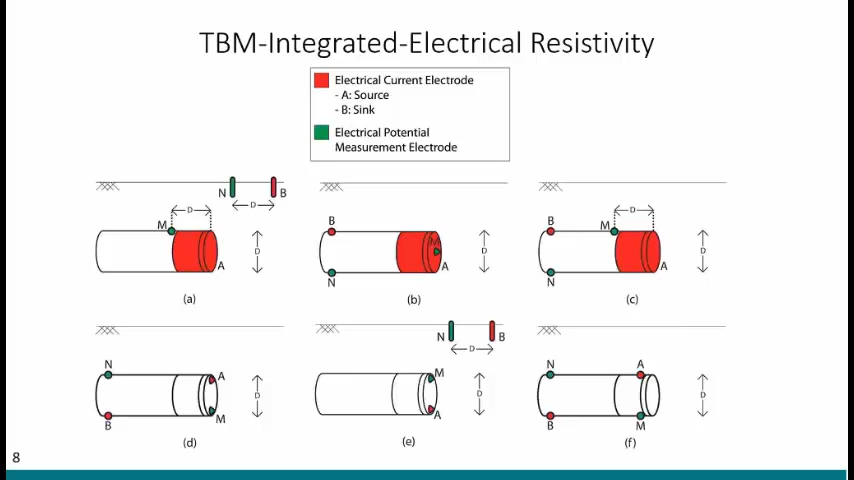 TBM-Integrated-Electrical Resistivity
Electrical Current Electrode
- A: Source
- B: Sink
Electrical Potential
Measurement Electrode
N B
D
D
M
D
A
(a)
B
M
D
A
N
(b)
D
B M
D
A
N
(c)
N A
D
B M
(d)
N B
D
M
D
A
(e)
N A
D
B M
(f)
8